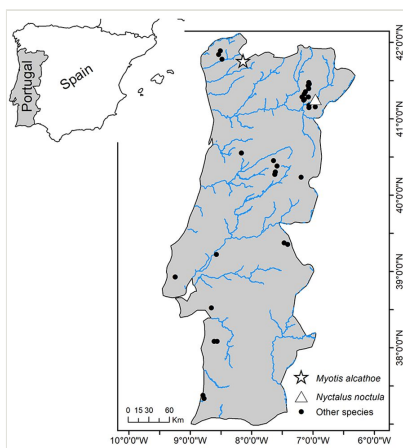 Portugal
Spain
42°0'0"N
41°0'0"N
40°0'0"N
39°0'0"N
38°0'0"N
Myotis alcathoe
Nyctalus noctula
Other species
0 15 30 60
Km
10°0'0"W 9°0'0"W 8°0'0"W 7°0'0"W 6°0'0"W